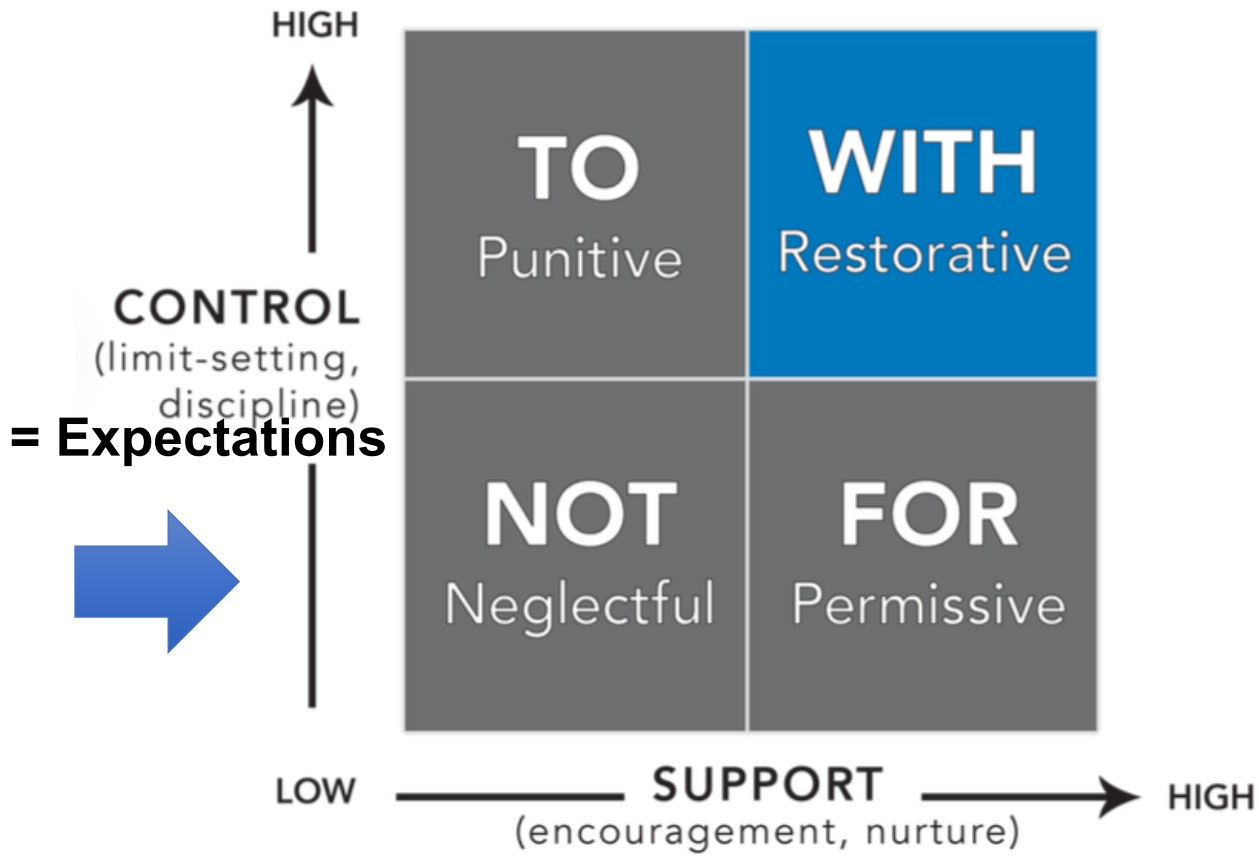 HIGH
TO
Punitive
WITH
Restorative
CONTROL
(limit-setting,
discipline)
= Expectations
NOT
Neglectful
FOR
Permissive
LOW
SUPPORT
(encouragement, nurture)
HIGH